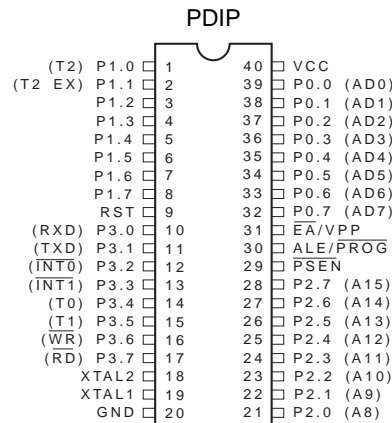 PDIP
(T2) P1.0 1 40 VCC
(T2 EX) P1.1 2 39 P0.0 (AD0)
P1.2 3 38 P0.1 (AD1)
P1.3 4 37 P0.2 (AD2)
P1.4 5 36 P0.3 (AD3)
P1.5 6 35 P0.4 (AD4)
P1.6 7 34 P0.5 (AD5)
P1.7 8 33 P0.6 (AD6)
RST 9 32 P0.7 (AD7)
(RXD) P3.0 10 31 E̅A̅/VPP
(TXD) P3.1 11 30 ALE/P̅R̅O̅G̅
(I̅N̅T̅0̅) P3.2 12 29 P̅S̅E̅N̅
(I̅N̅T̅1̅) P3.3 13 28 P2.7 (A15)
(T0) P3.4 14 27 P2.6 (A14)
(T1) P3.5 15 26 P2.5 (A13)
(W̅R̅) P3.6 16 25 P2.4 (A12)
(R̅D̅) P3.7 17 24 P2.3 (A11)
XTAL2 18 23 P2.2 (A10)
XTAL1 19 22 P2.1 (A9)
GND 20 21 P2.0 (A8)